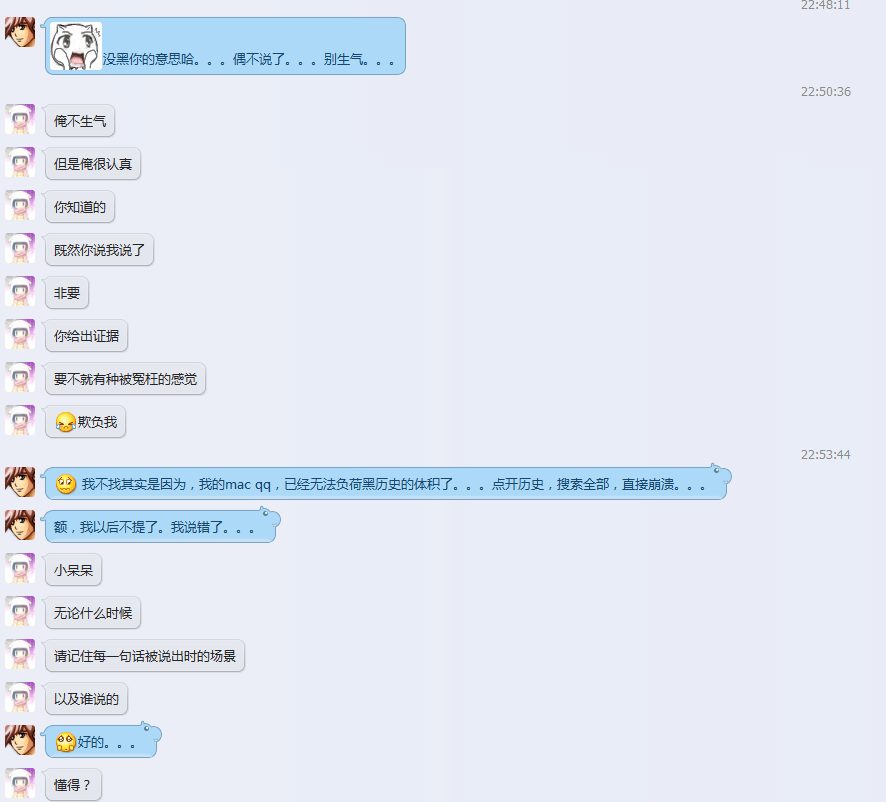 22:48:11
没黑你的意思哈。。。偶不说了。。。别生气。。。
22:50:36
俺不生气
但是俺很认真
你知道的
既然你说我说了
非要
你给出证据
要不就有种被冤枉的感觉
欺负我
22:53:44
我不找其实是因为，我的mac qq，已经无法负荷黑历史的体积了。。。点开历史，搜索全部，直接崩溃。。。
额，我以后不提了。我说错了。。。
小呆呆
无论什么时候
请记住每一句话被说出时的场景
以及谁说的
好的。。。
懂得？